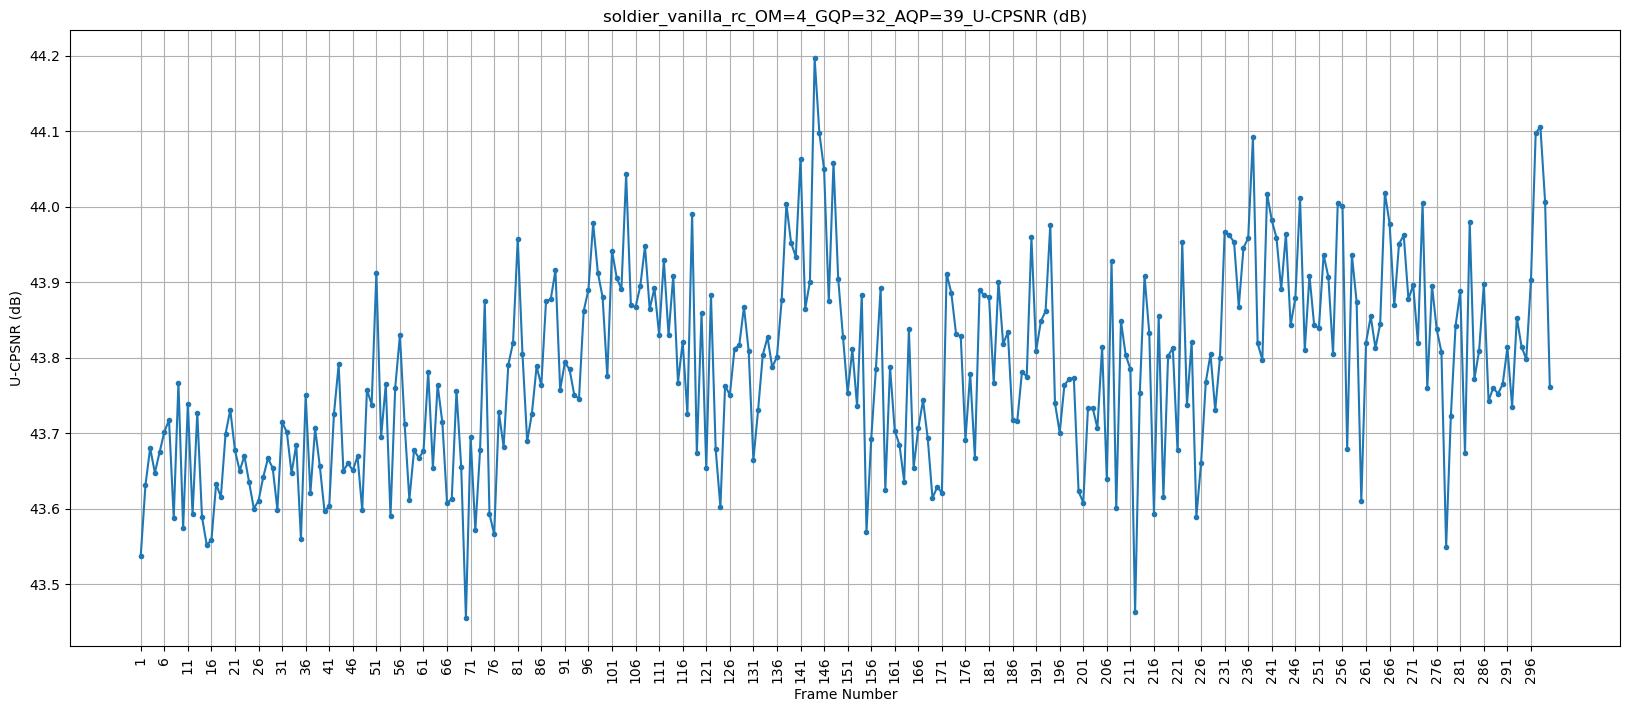 soldier_vanilla_rc_OM=4_GQP=32_AQP=39_U-CPSNR (dB)
44.2
44.1
44.0
43.9
43.8
43.7
43.6
43.5
U-CPSNR (dB)
1 6 11 16 21 26 31 36 41 46 51 56 61 66 71 76 81 86 91 96 101 106 111 116 121 126 131 136 141 146 151 156 161 166 171 176 181 186 191 196 201 206 211 216 221 226 231 236 241 246 251 256 261 266 271 276 281 286 291 296
Frame Number